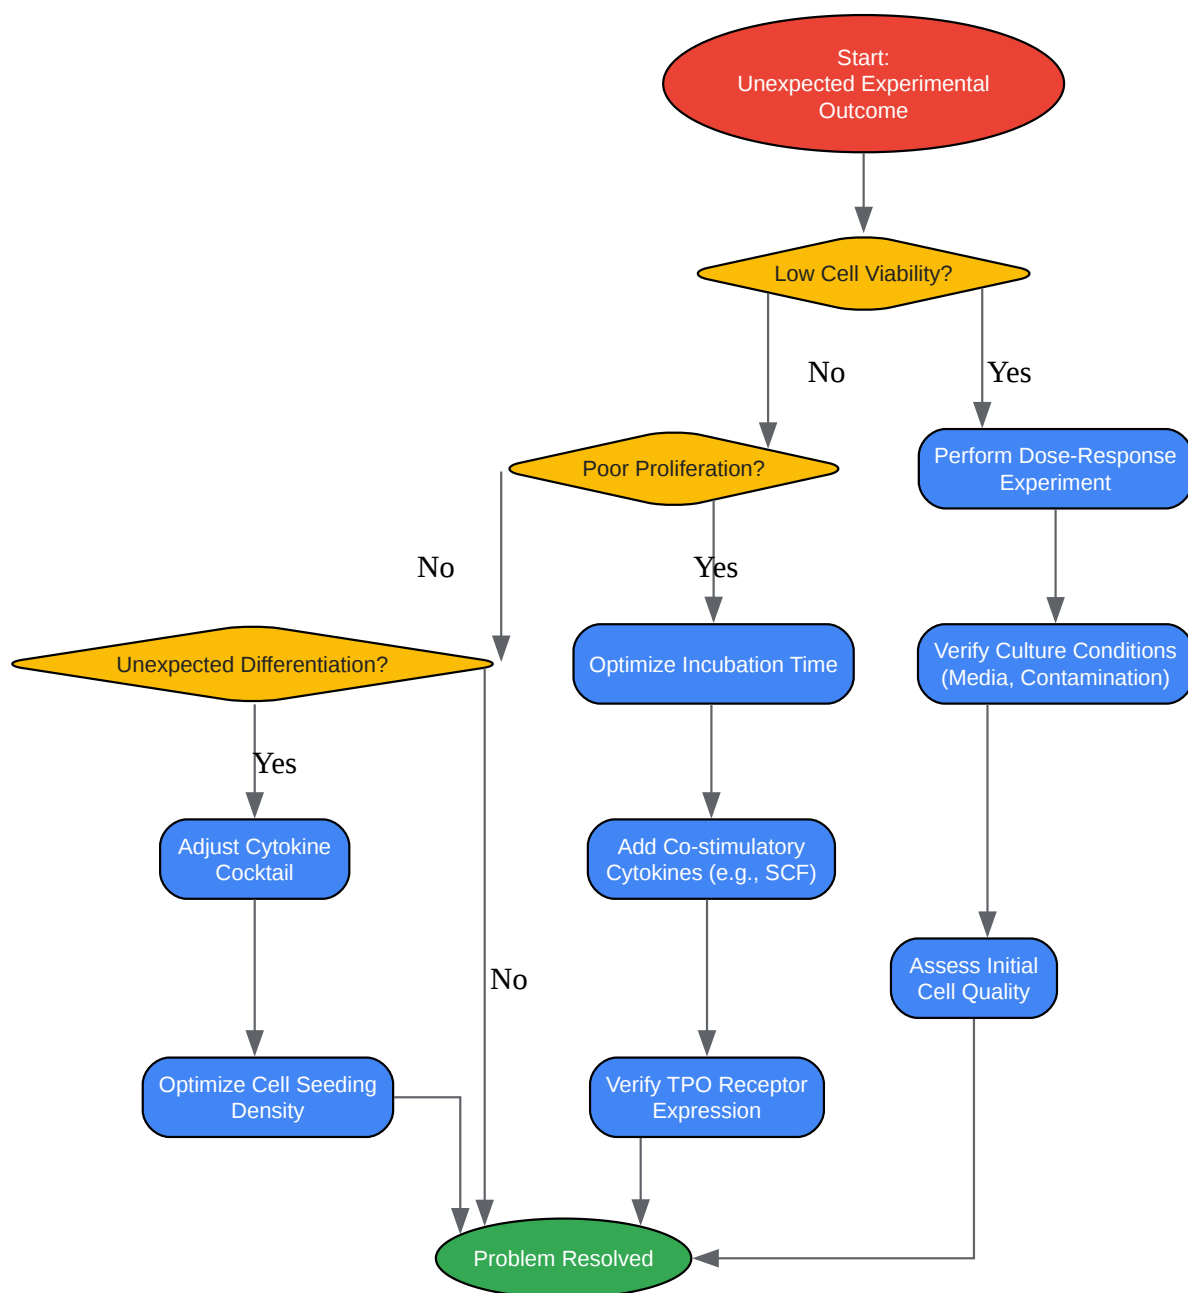 Start:
Unexpected Experimental
Outcome
Low Cell Viability?
No
Yes
Poor Proliferation?
Perform Dose-Response
Experiment
No
Yes
Unexpected Differentiation?
Optimize Incubation Time
Verify Culture Conditions
(Media, Contamination)
Yes
Adjust Cytokine
Cocktail
Add Co-stimulatory
Cytokines (e.g., SCF)
No
Assess Initial
Cell Quality
Optimize Cell Seeding
Density
Verify TPO Receptor
Expression
Problem Resolved